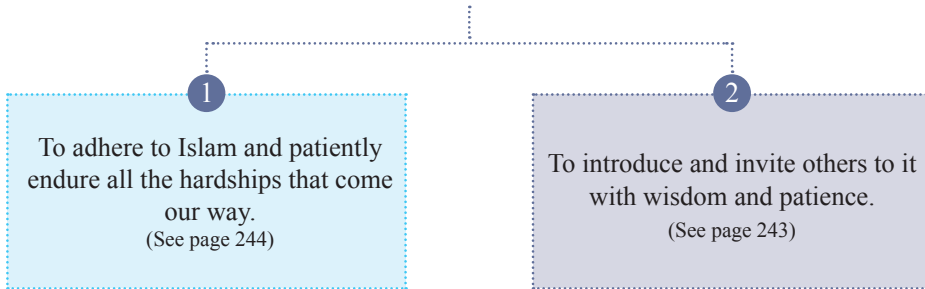 1
To adhere to Islam and patiently
endure all the hardships that come
our way.
(See page 244)
2
To introduce and invite others to it
with wisdom and patience.
(See page 243)